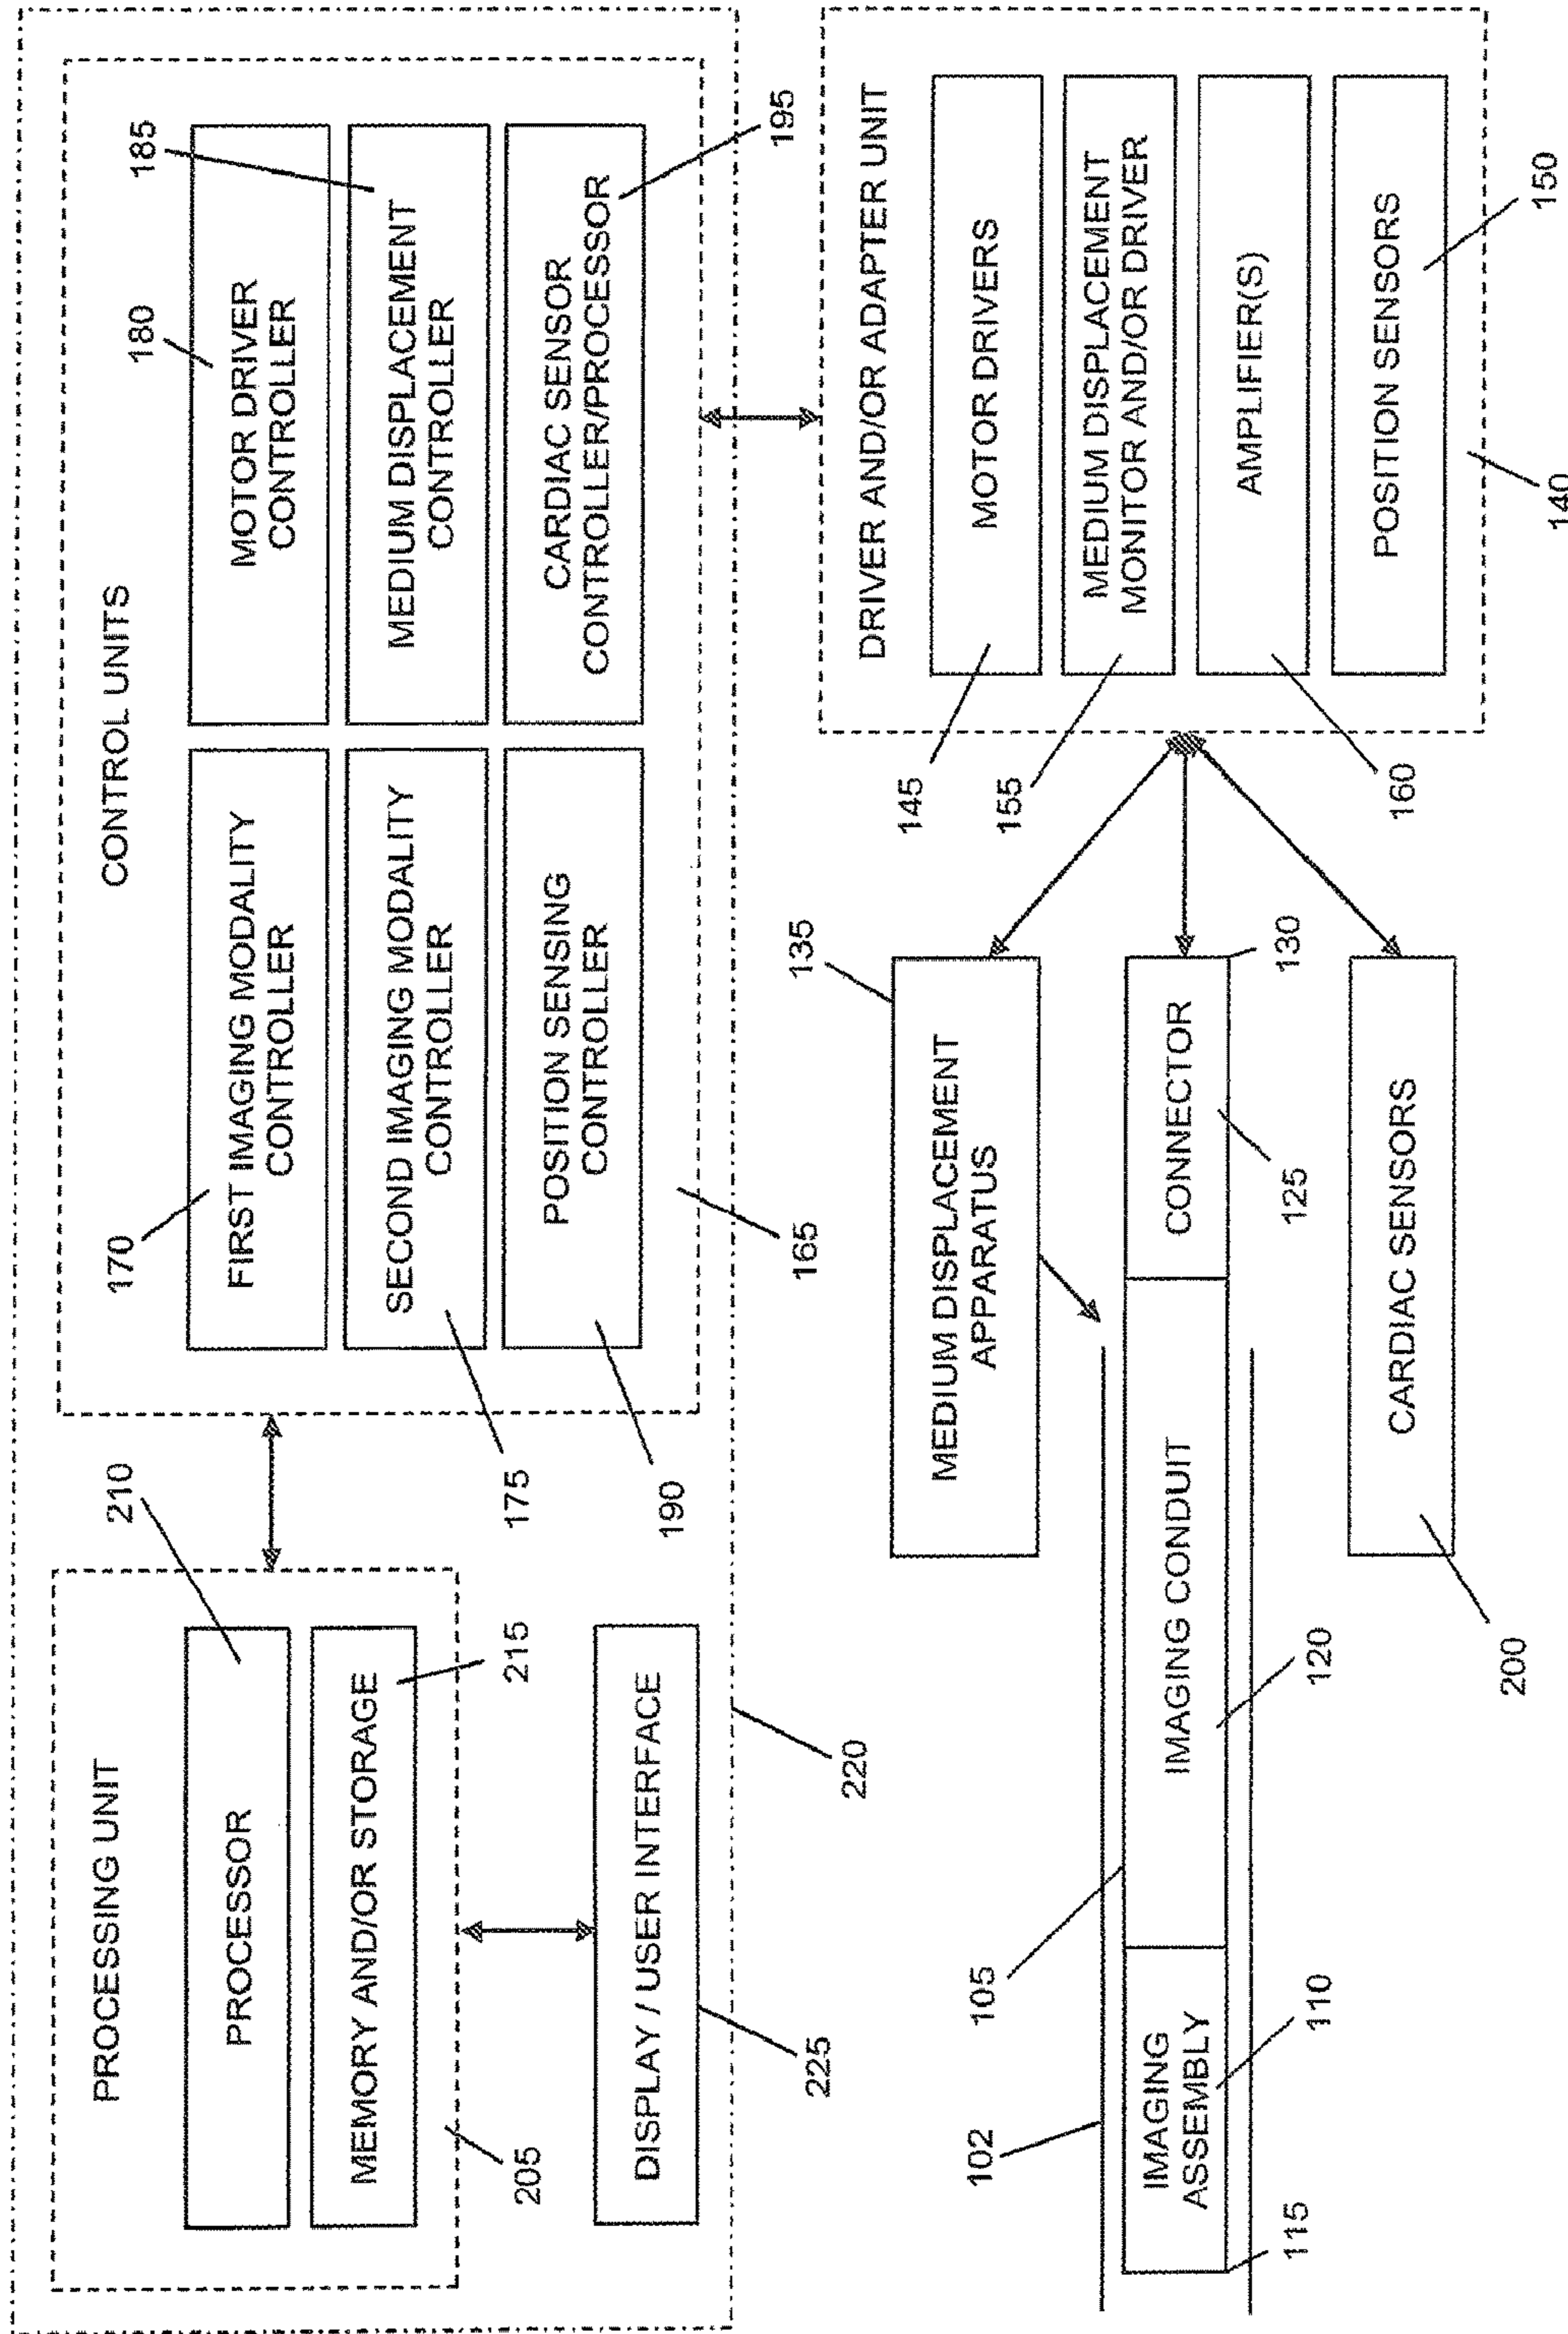 PROCESSING UNIT
PROCESSOR
MEMORY AND/OR STORAGE
210
215
205
DISPLAY / USER INTERFACE
225
220
CONTROL UNITS
170
FIRST IMAGING MODALITY
CONTROLLER
SECOND IMAGING MODALITY
CONTROLLER
175
POSITION SENSING
CONTROLLER
190
165
180
MOTOR DRIVER
CONTROLLER
185
MEDIUM DISPLACEMENT
CONTROLLER
CARDIAC SENSOR
CONTROLLER/PROCESSOR
195
102
105
IMAGING
ASSEMBLY
115
110
IMAGING CONDUIT
120
CONNECTOR
125
130
135
MEDIUM DISPLACEMENT
APPARATUS
CARDIAC SENSORS
200
DRIVER AND/OR ADAPTER UNIT
MOTOR DRIVERS
145
MEDIUM DISPLACEMENT
MONITOR AND/OR DRIVER
155
AMPLIFIER(S)
160
POSITION SENSORS
150
140